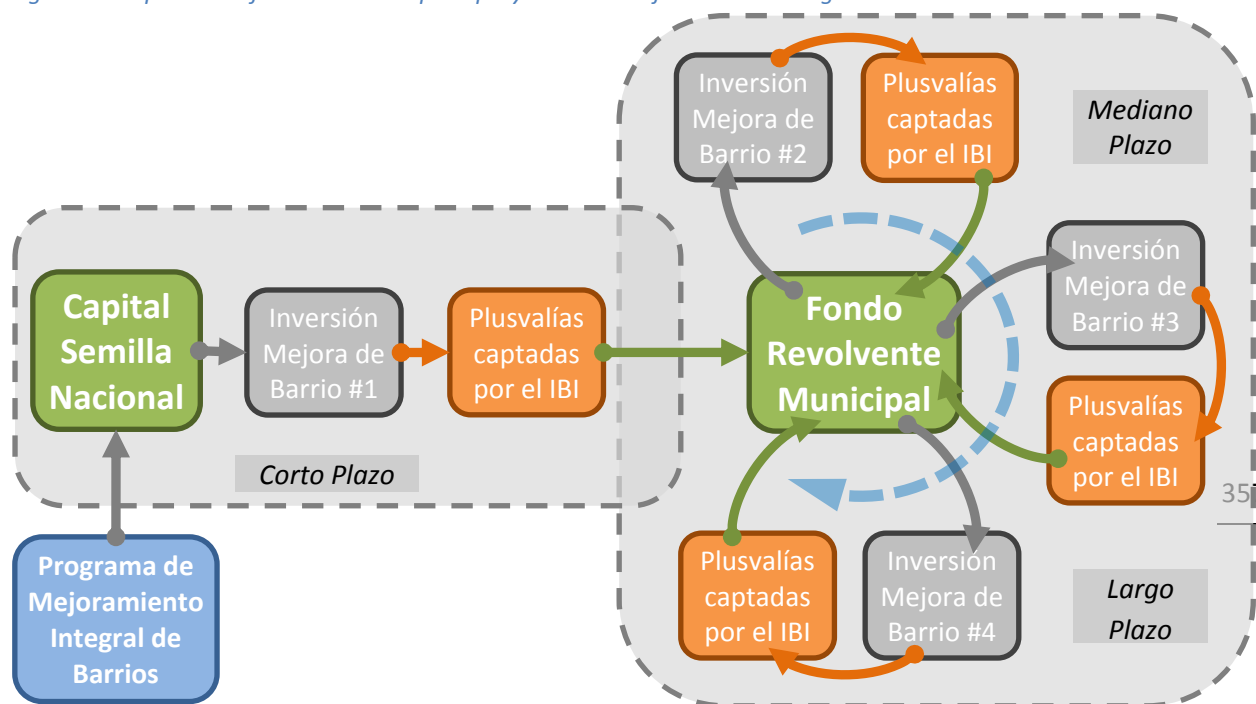 Inversión
Mejora de
Barrio #2
Plusvalías
captadas
por el IBI
Mediano
Plazo
Capital
Semilla
Nacional
Inversión
Mejora de
Barrio #1
Plusvalías
captadas
por el IBI
Corto Plazo
Fondo
Revolvente
Municipal
Inversión
Mejora de
Barrio #3
Plusvalías
captadas
por el IBI
35
Programa de
Mejoramiento
Integral de
Barrios
Plusvalías
captadas
por el IBI
Inversión
Mejora de
Barrio #4
Largo
Plazo